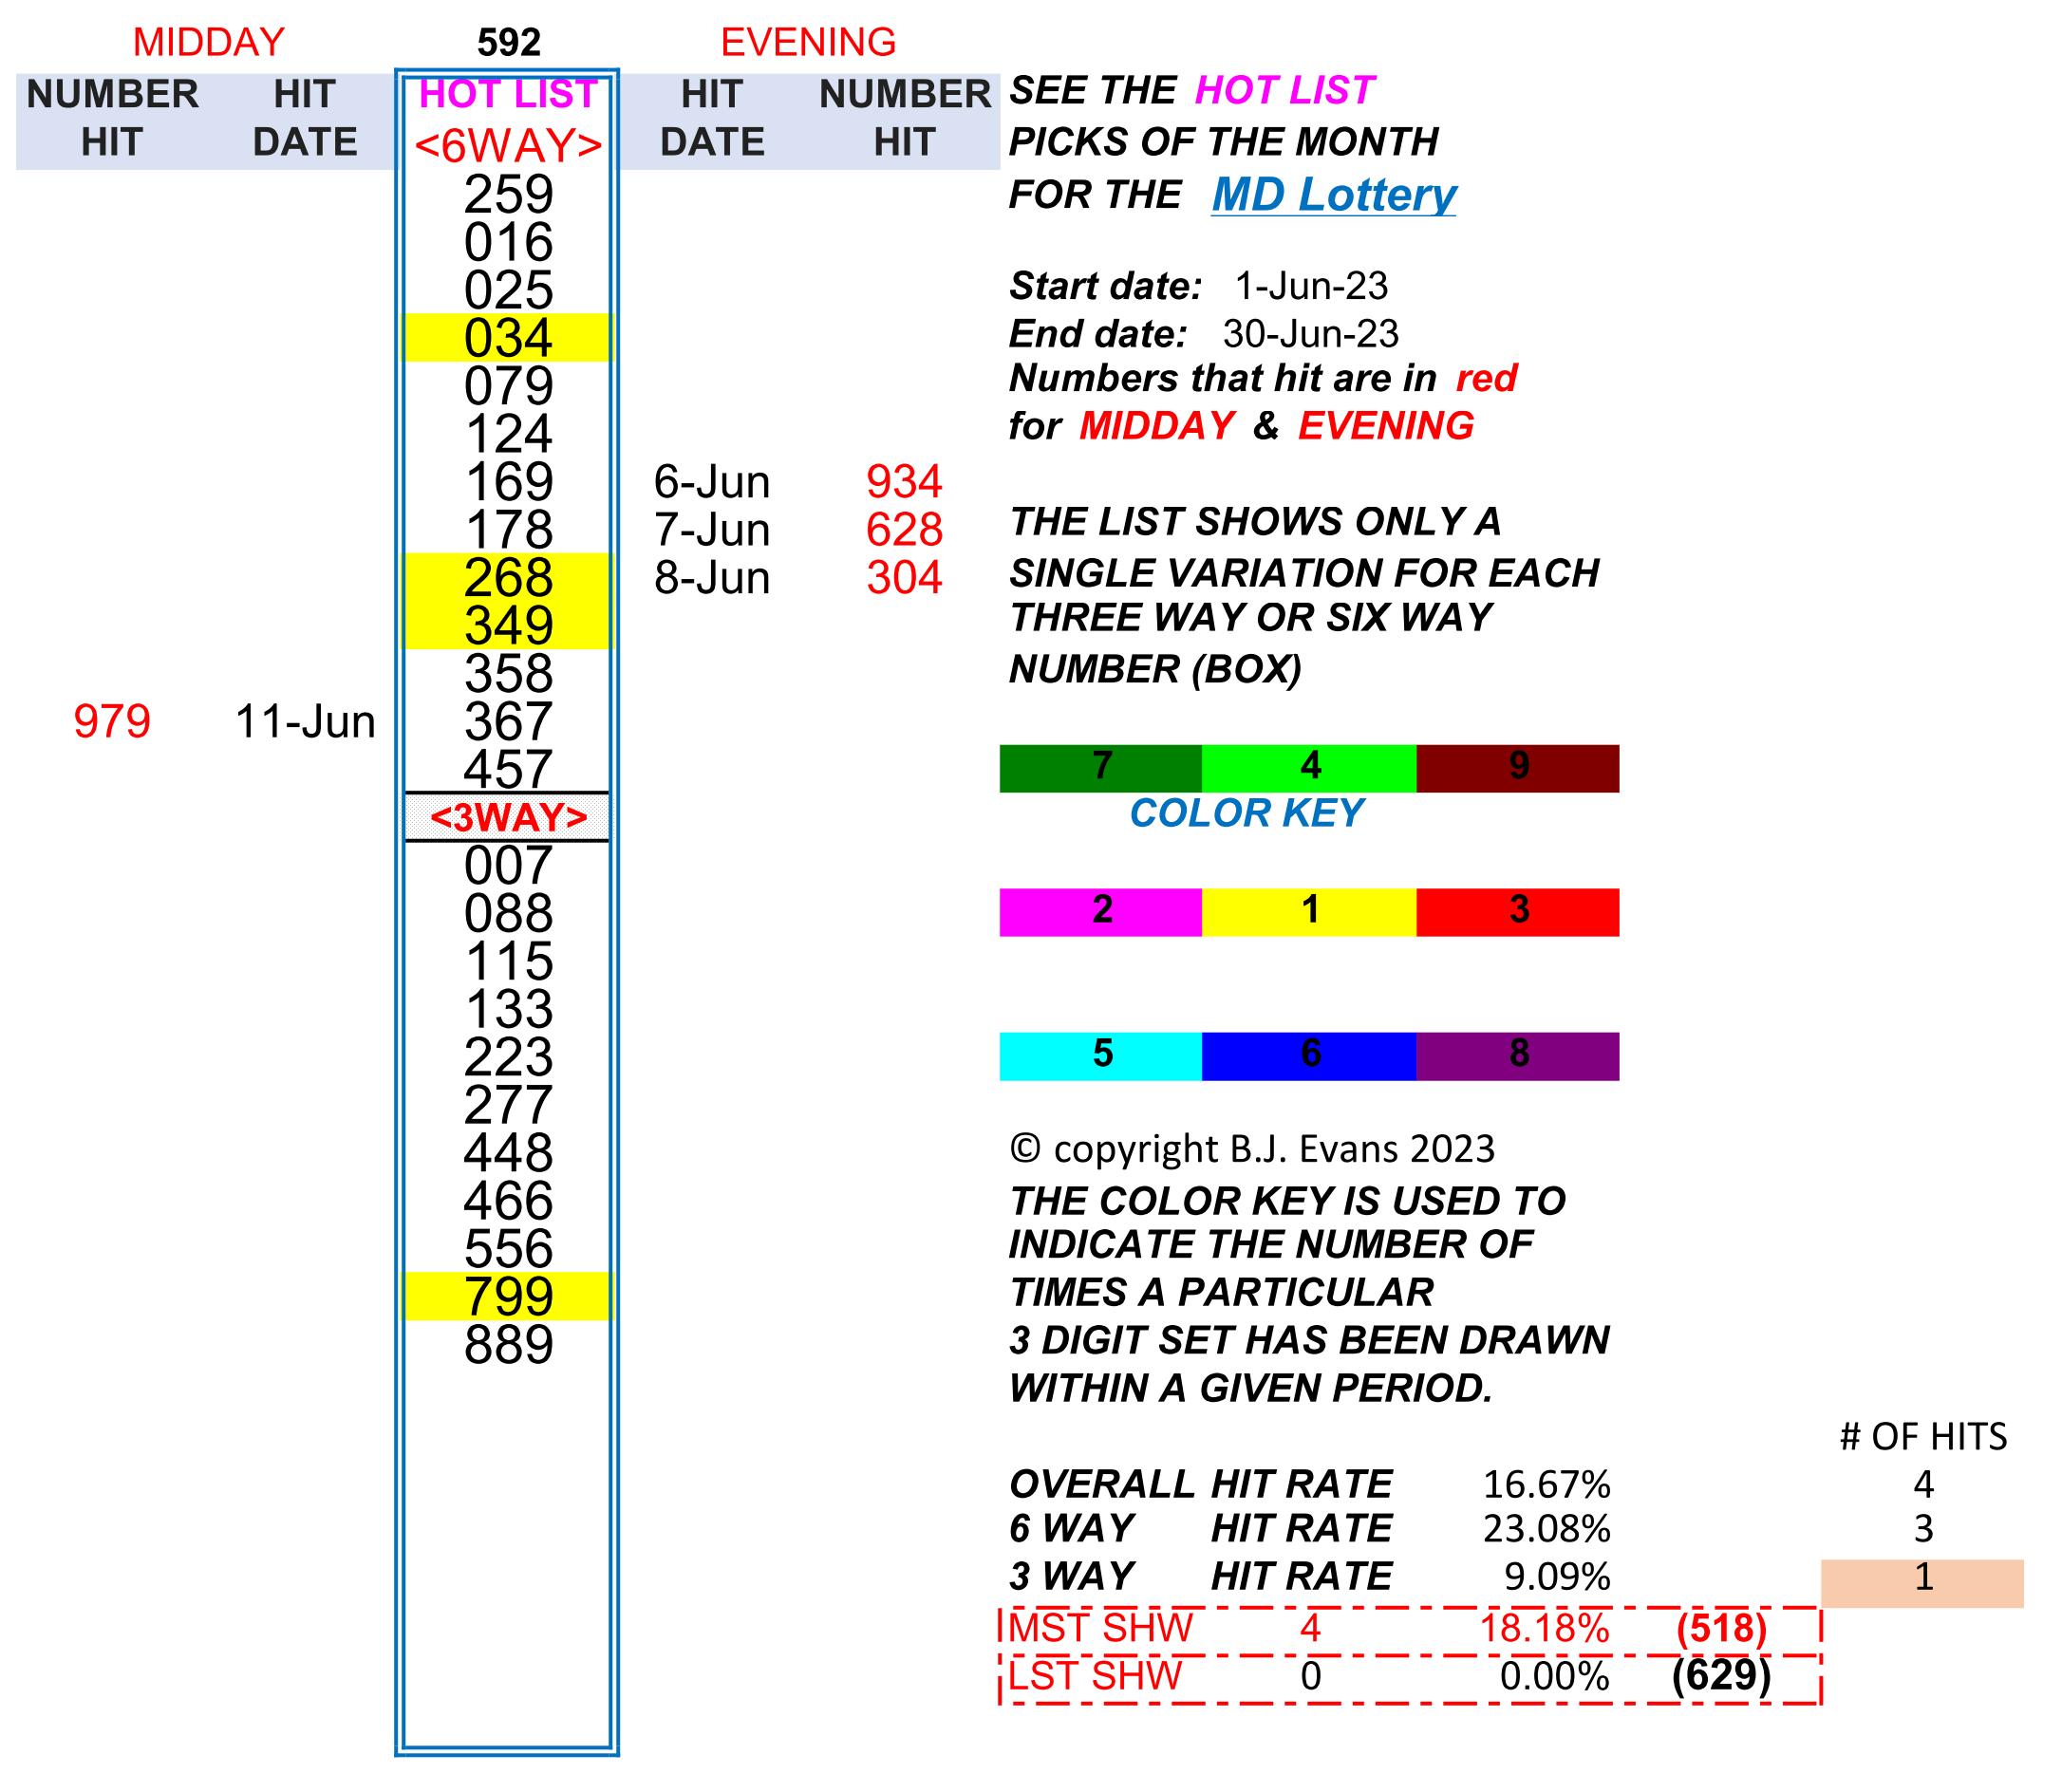 MIDDAY 592 EVENING
NUMBER HIT HOT LIST HIT NUMBER SEE THE HOT LIST
HIT DATE <6WAY> DATE HIT PICKS OF THE MONTH
259 FOR THE MD Lottery
016
025 Start date: 1-Jun-23
034 End date: 30-Jun-23
079 Numbers that hit are in red
124 for MIDDAY & EVENING
169 6-Jun 934
178 7-Jun 628 THE LIST SHOWS ONLY A
268 8-Jun 304 SINGLE VARIATION FOR EACH
349 THREE WAY OR SIX WAY
358 NUMBER (BOX)
979 11-Jun 367
457 7 4 9
<3WAY> COLOR KEY
007
088 2 1 3
115
133
223 5 6 8
277
448 © copyright B.J. Evans 2023
466 THE COLOR KEY IS USED TO
556 INDICATE THE NUMBER OF
799 TIMES A PARTICULAR
889 3 DIGIT SET HAS BEEN DRAWN
WITHIN A GIVEN PERIOD.
# OF HITS
OVERALL HIT RATE 16.67% 4
6 WAY HIT RATE 23.08% 3
3 WAY HIT RATE 9.09% 1
MST SHW 4 18.18% (518)
LST SHW 0 0.00% (629)